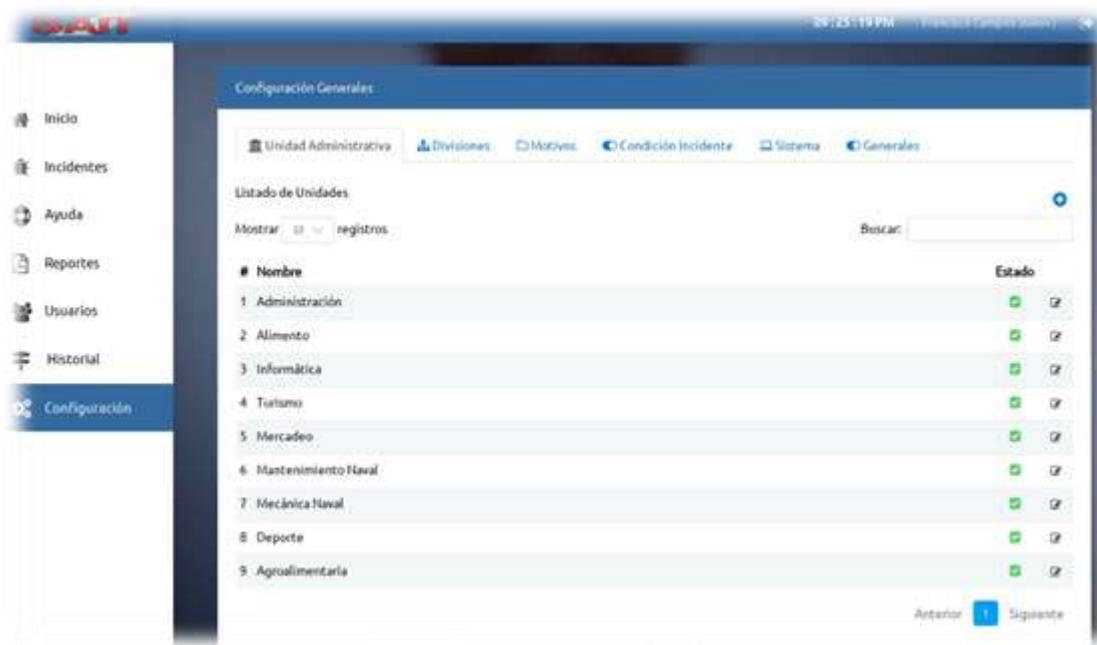 Configuración Generales
Inicio
Incidentes
Ayuda
Reportes
Usuarios
Historial
Configuración
Unidad Administrativa Divisiones Motivos Condición Incidente Sistema Generales
Listado de Unidades
Mostrar 10 registros Buscar:
# Nombre Estado
1 Administración
2 Alimento
3 Informática
4 Turismo
5 Mercadeo
6 Mantenimiento Naval
7 Mecánica Naval
8 Deporte
9 Agroalimentaria
Anterior 1 Siguiente